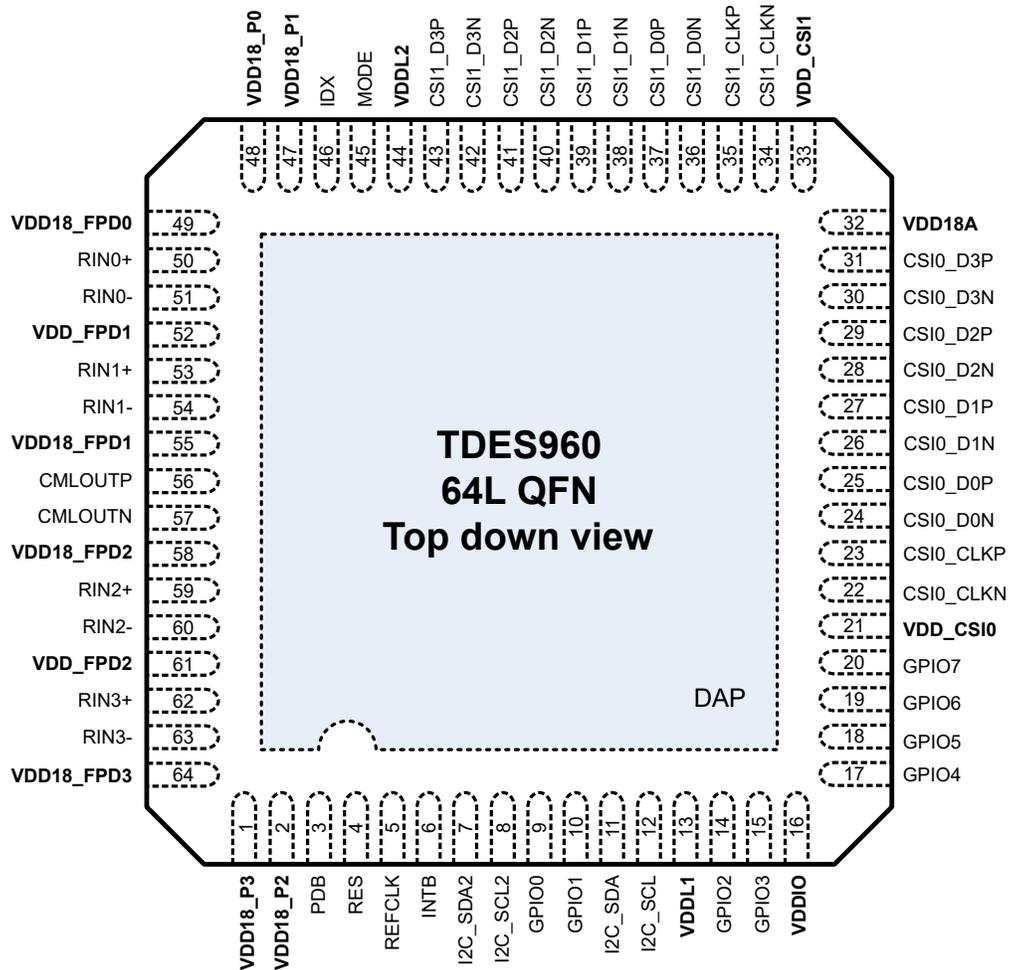 VDD18_P0
VDD18_P1
IDX
MODE
VDDL2
CSI1_D3P
CSI1_D3N
CSI1_D2P
CSI1_D2N
CSI1_D1P
CSI1_D1N
CSI1_D0P
CSI1_D0N
CSI1_CLKP
CSI1_CLKN
VDD_CSI1
48
47
46
45
44
43
42
41
40
39
38
37
36
35
34
33
VDD18_FPD0 49
RIN0+ 50
RIN0- 51
VDD_FPD1 52
RIN1+ 53
RIN1- 54
VDD18_FPD1 55
CMLOUTP 56
CMLOUTN 57
VDD18_FPD2 58
RIN2+ 59
RIN2- 60
VDD_FPD2 61
RIN3+ 62
RIN3- 63
VDD18_FPD3 64
TDES960
64L QFN
Top down view
DAP
32 VDD18A
31 CSI0_D3P
30 CSI0_D3N
29 CSI0_D2P
28 CSI0_D2N
27 CSI0_D1P
26 CSI0_D1N
25 CSI0_D0P
24 CSI0_D0N
23 CSI0_CLKP
22 CSI0_CLKN
21 VDD_CSI0
20 GPIO7
19 GPIO6
18 GPIO5
17 GPIO4
1
2
3
4
5
6
7
8
9
10
11
12
13
14
15
16
VDD18_P3
VDD18_P2
PDB
RES
REFCLK
INTB
I2C_SDA2
I2C_SCL2
GPIO0
GPIO1
I2C_SDA
I2C_SCL
VDDL1
GPIO2
GPIO3
VDDIO